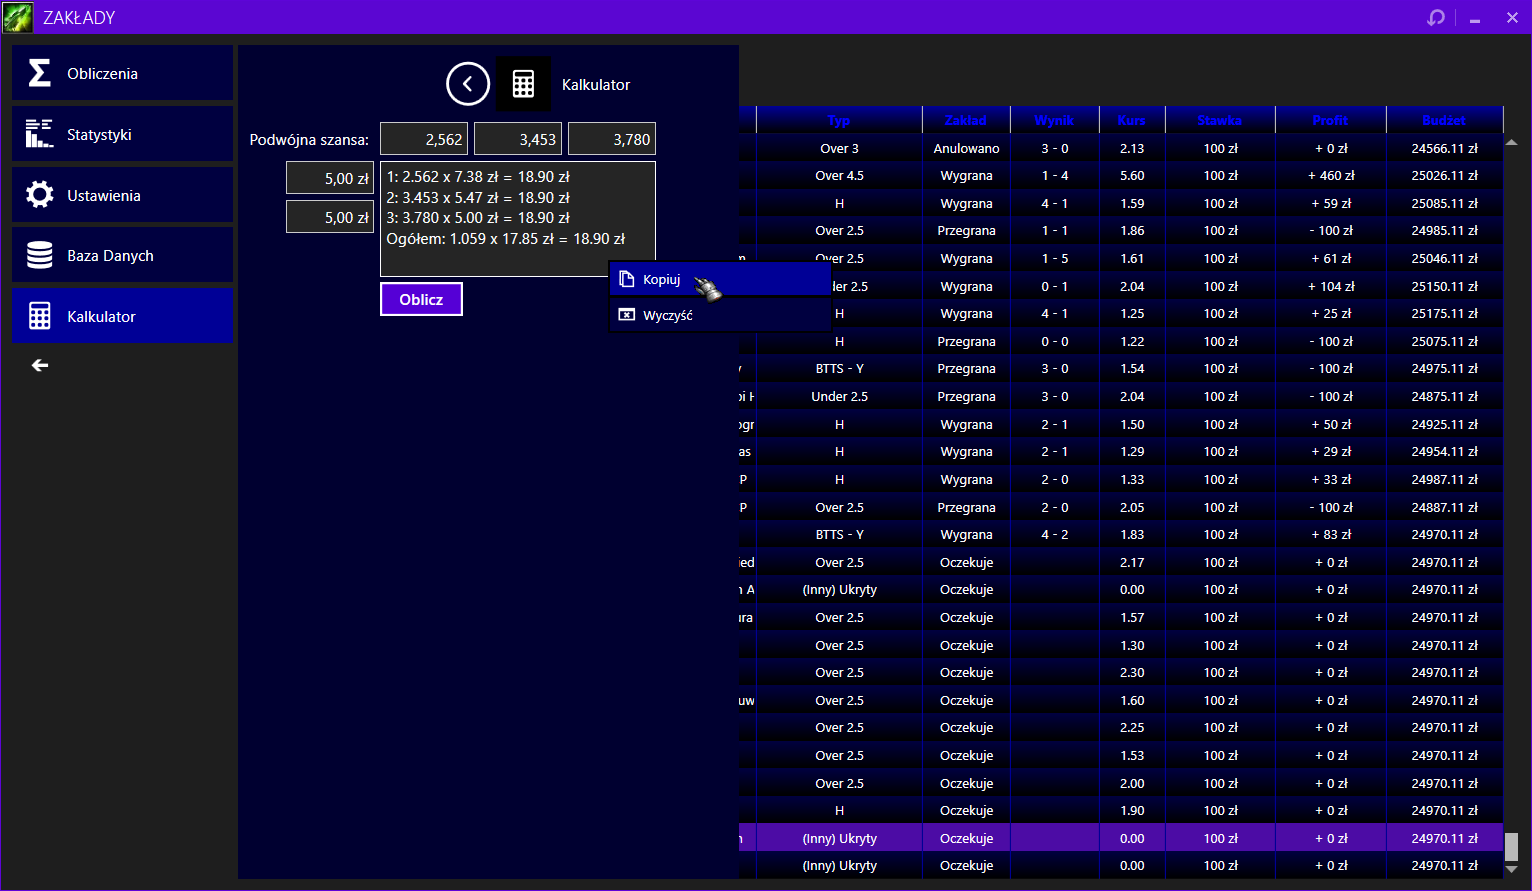 ZAKŁADY
Obliczenia
Statystyki
Ustawienia
Baza Danych
Kalkulator
Kalkulator
Podwójna szansa: 2,562 3,453 3,780
5,00 zł
5,00 zł
1: 2.562 x 7.38 zł = 18.90 zł
2: 3.453 x 5.47 zł = 18.90 zł
3: 3.780 x 5.00 zł = 18.90 zł
Ogółem: 1.059 x 17.85 zł = 18.90 zł
Oblicz
Kopiuj
Wyczyść
Typ Zakład Wynik Kurs Stawka Profit Budżet
Over 3 Anulowano 3 - 0 2.13 100 zł + 0 zł 24566.11 zł
Over 4.5 Wygrana 1 - 4 5.60 100 zł + 460 zł 25026.11 zł
H Wygrana 4 - 1 1.59 100 zł + 59 zł 25085.11 zł
Over 2.5 Przegrana 1 - 1 1.86 100 zł - 100 zł 24985.11 zł
Over 2.5 Wygrana 1 - 5 1.61 100 zł + 61 zł 25046.11 zł
der 2.5 Wygrana 0 - 1 2.04 100 zł + 104 zł 25150.11 zł
H Wygrana 4 - 1 1.25 100 zł + 25 zł 25175.11 zł
H Przegrana 0 - 0 1.22 100 zł - 100 zł 25075.11 zł
BTTS - Y Przegrana 3 - 0 1.54 100 zł - 100 zł 24975.11 zł
Under 2.5 Przegrana 3 - 0 2.04 100 zł - 100 zł 24875.11 zł
H Wygrana 2 - 1 1.50 100 zł + 50 zł 24925.11 zł
as H Wygrana 2 - 1 1.29 100 zł + 29 zł 24954.11 zł
P H Wygrana 2 - 0 1.33 100 zł + 33 zł 24987.11 zł
P Over 2.5 Przegrana 2 - 0 2.05 100 zł - 100 zł 24887.11 zł
BTTS - Y Wygrana 4 - 2 1.83 100 zł + 83 zł 24970.11 zł
ied Over 2.5 Oczekuje 2.17 100 zł + 0 zł 24970.11 zł
n A (Inny) Ukryty Oczekuje 0.00 100 zł + 0 zł 24970.11 zł
ura Over 2.5 Oczekuje 1.57 100 zł + 0 zł 24970.11 zł
Over 2.5 Oczekuje 1.30 100 zł + 0 zł 24970.11 zł
Over 2.5 Oczekuje 2.30 100 zł + 0 zł 24970.11 zł
uw Over 2.5 Oczekuje 1.60 100 zł + 0 zł 24970.11 zł
Over 2.5 Oczekuje 2.25 100 zł + 0 zł 24970.11 zł
Over 2.5 Oczekuje 1.53 100 zł + 0 zł 24970.11 zł
Over 2.5 Oczekuje 2.00 100 zł + 0 zł 24970.11 zł
H Oczekuje 1.90 100 zł + 0 zł 24970.11 zł
(Inny) Ukryty Oczekuje 0.00 100 zł + 0 zł 24970.11 zł
(Inny) Ukryty Oczekuje 0.00 100 zł + 0 zł 24970.11 zł